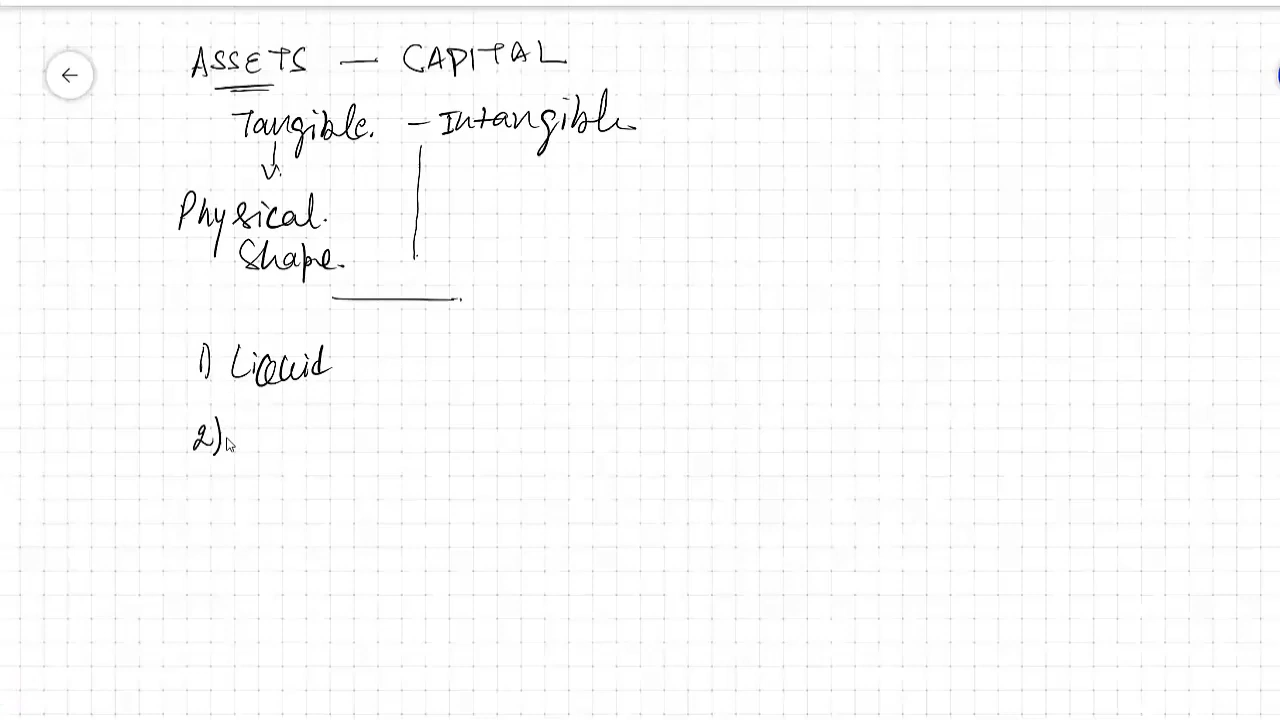 ASSETS — CAPITAL
Tangible. - Intangible
Physical.
Shape.
1) Liquid
2)